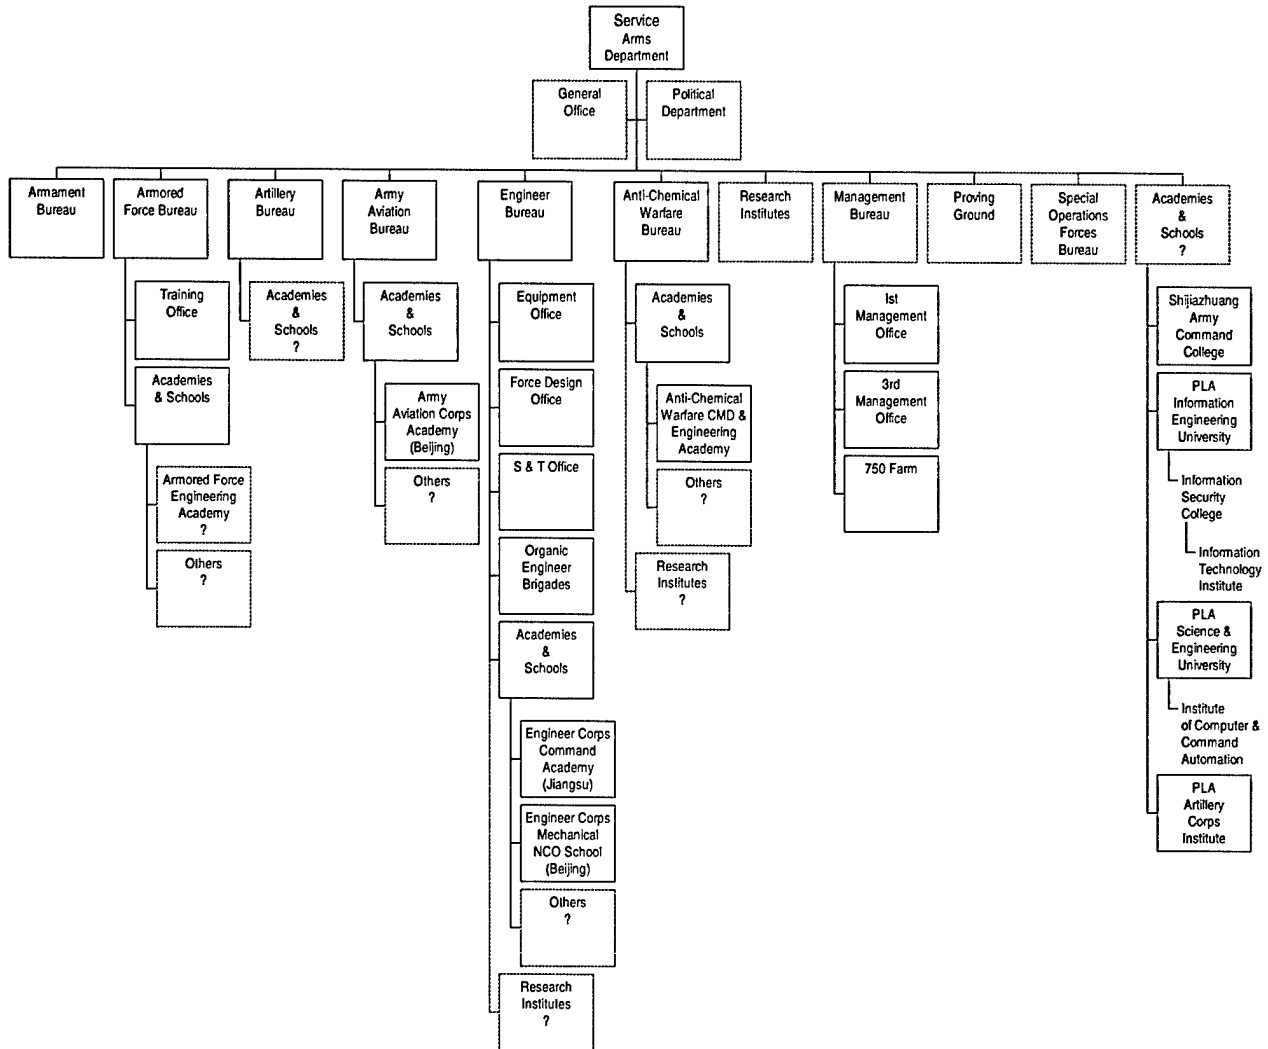 Service
Arms
Department
General
Office
Political
Department
Armament
Bureau
Armored
Force Bureau
Artillery
Bureau
Army
Aviation
Bureau
Engineer
Bureau
Anti-Chemical
Warfare
Bureau
Research
Institutes
Management
Bureau
Proving
Ground
Special
Operations
Forces
Bureau
Academies
&
Schools
?
Training
Office
Academies
& Schools
Armored Force
Engineering
Academy
?
Others
?
Academies
&
Schools
?
Academies
&
Schools
Army
Aviation Corps
Academy
(Beijing)
Others
?
Equipment
Office
Force Design
Office
S & T Office
Organic
Engineer
Brigades
Academies
&
Schools
Engineer Corps
Command
Academy
(Jiangsu)
Engineer Corps
Mechanical
NCO School
(Beijing)
Others
?
Research
Institutes
?
Academies
&
Schools
Anti-Chemical
Warfare CMD &
Engineering
Academy
Others
?
Research
Institutes
?
Ist
Management
Office
3rd
Management
Office
750 Farm
Shijiazhuang
Army
Command
College
PLA
Information
Engineering
University
Information
Security
College
Information
Technology
Institute
PLA
Science &
Engineering
University
Institute
of Computer &
Command
Automation
PLA
Artillery
Corps
Institute